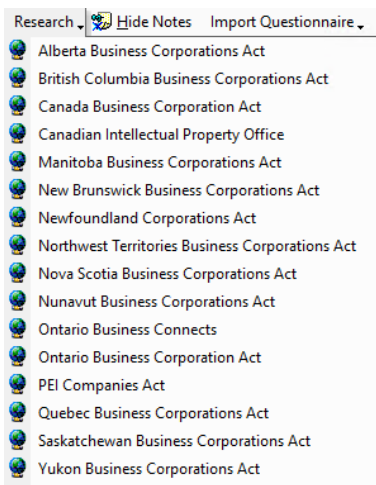 Research Hide Notes Import Questionnaire
Alberta Business Corporations Act
British Columbia Business Corporations Act
Canada Business Corporation Act
Canadian Intellectual Property Office
Manitoba Business Corporations Act
New Brunswick Business Corporations Act
Newfoundland Corporations Act
Northwest Territories Business Corporations Act
Nova Scotia Business Corporations Act
Nunavut Business Corporations Act
Ontario Business Connects
Ontario Business Corporation Act
PEI Companies Act
Quebec Business Corporations Act
Saskatchewan Business Corporations Act
Yukon Business Corporations Act